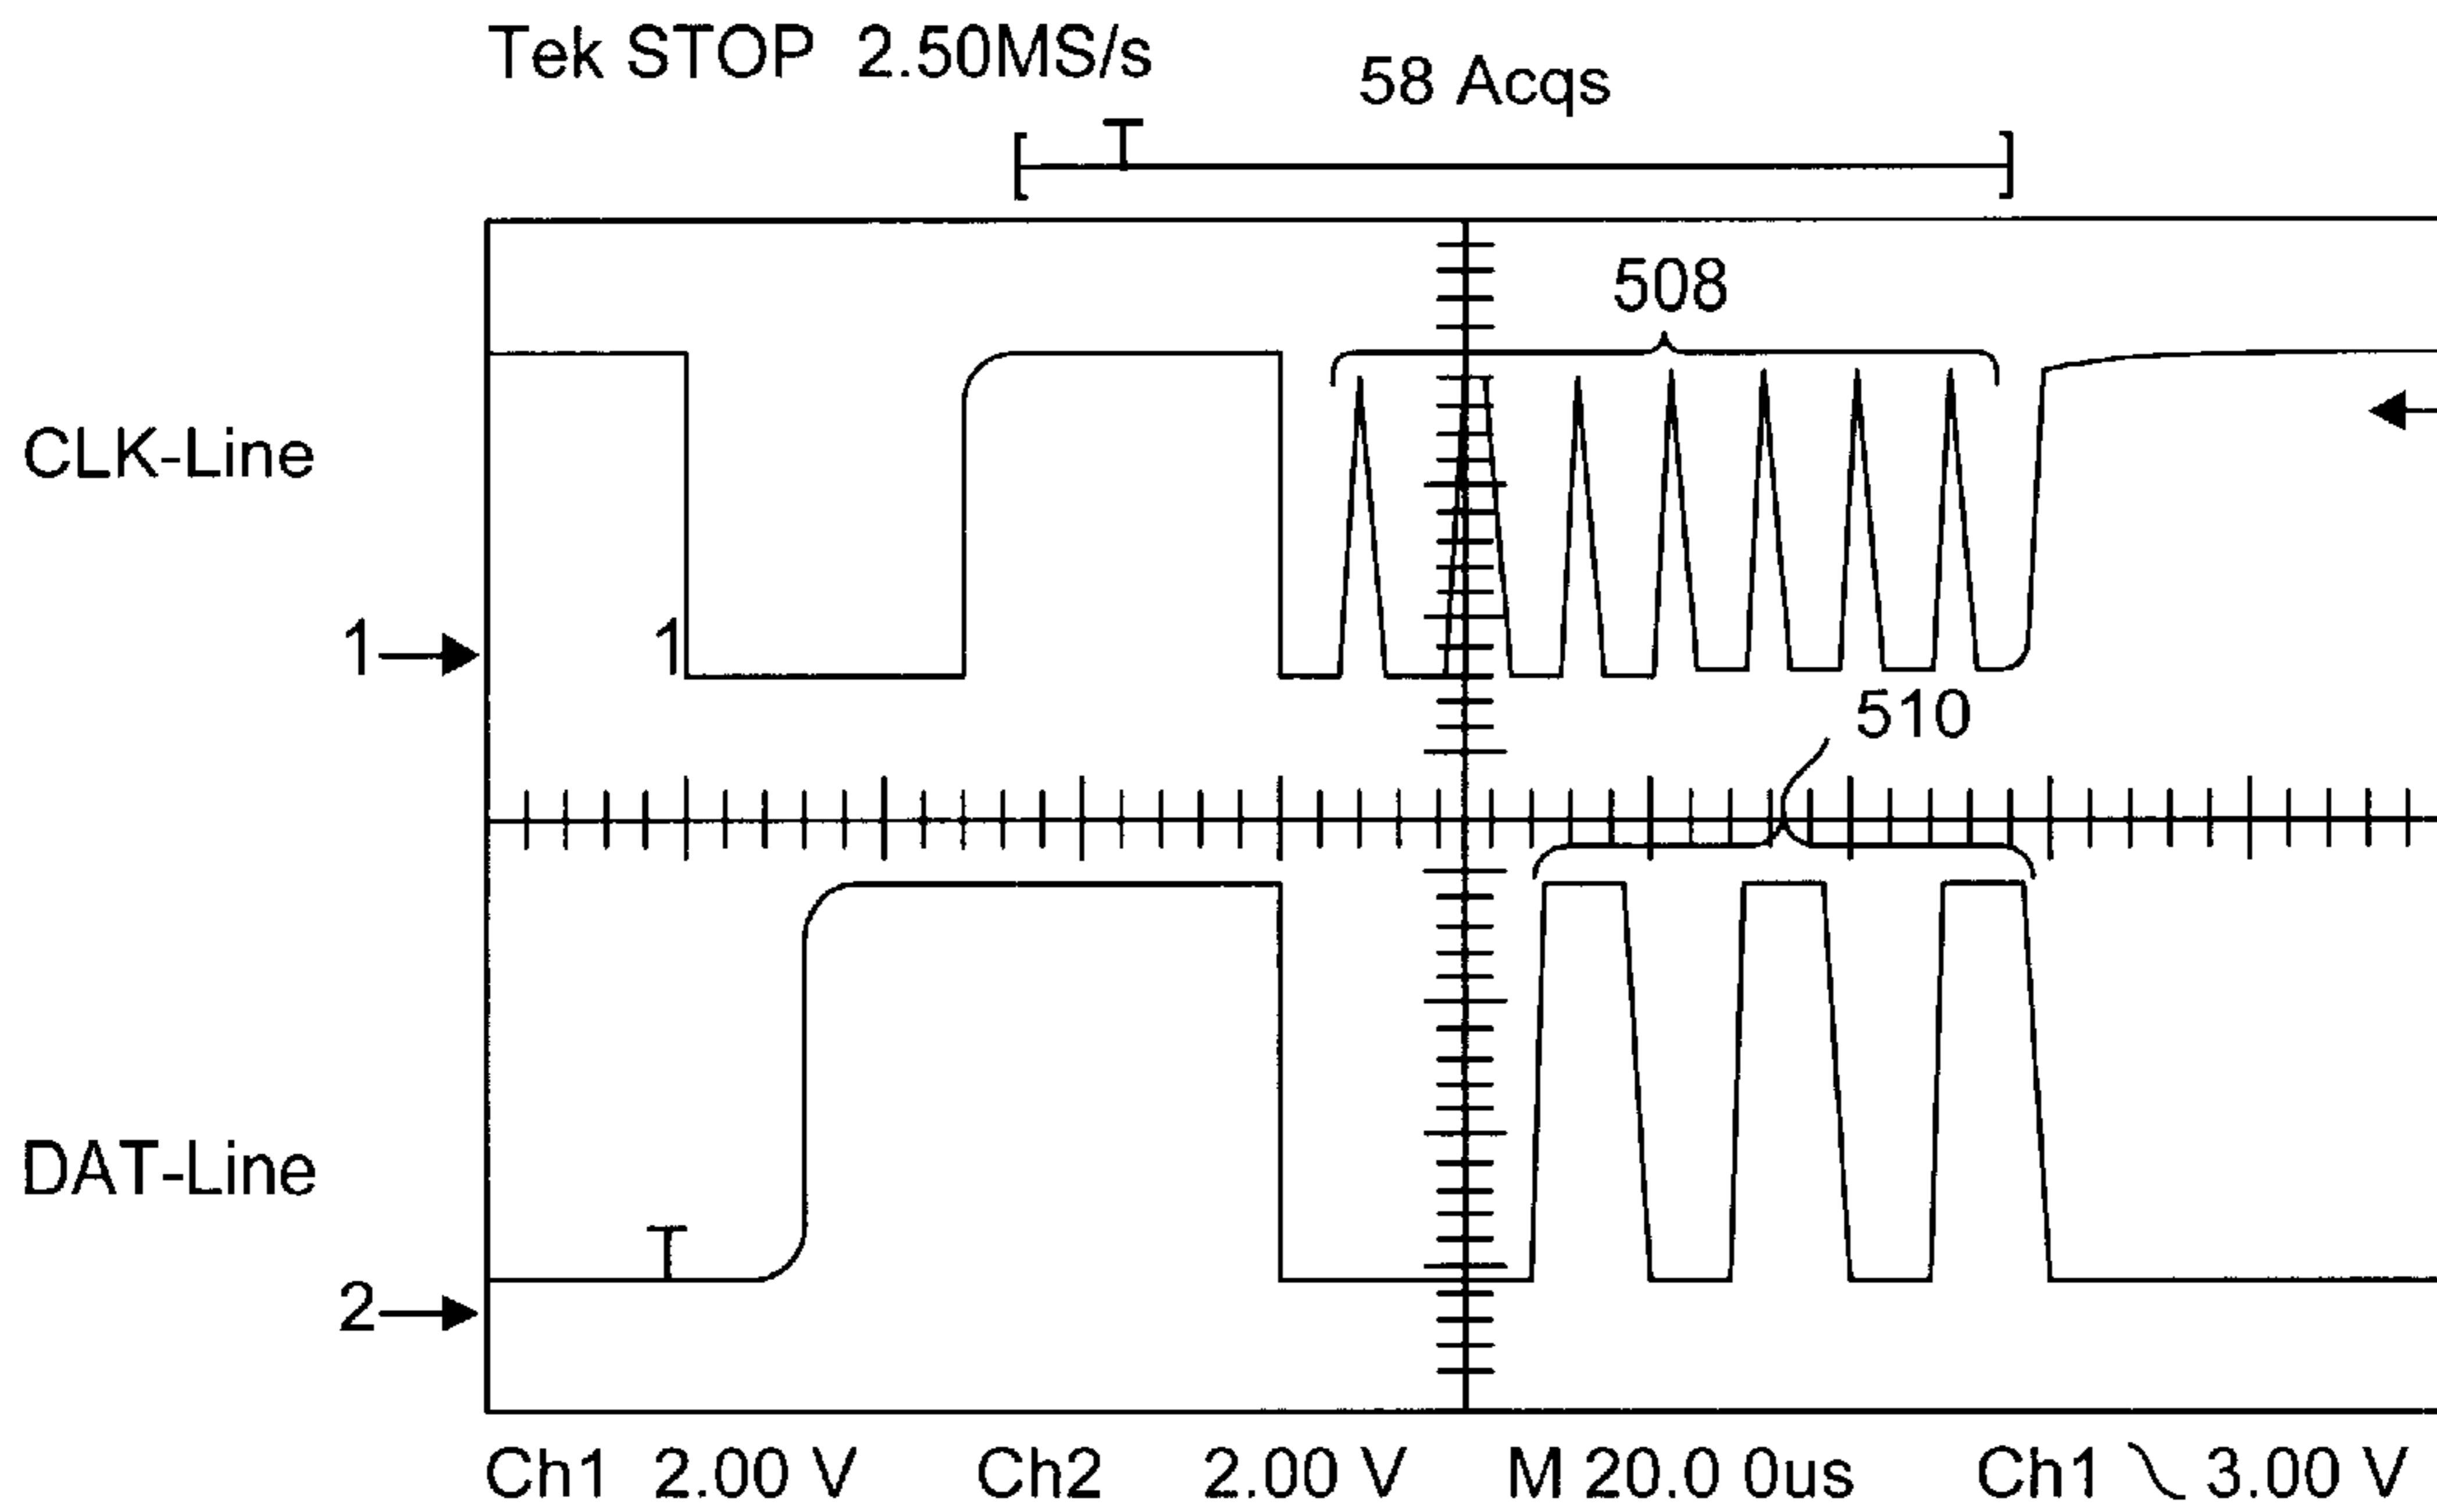 Tek STOP 2.50MS/s
58 Acqs
T
508
CLK-Line
1
1
510
DAT-Line
T
2
Ch1 2.00 V Ch2 2.00 V M 20.0 0us Ch1 3.00 V